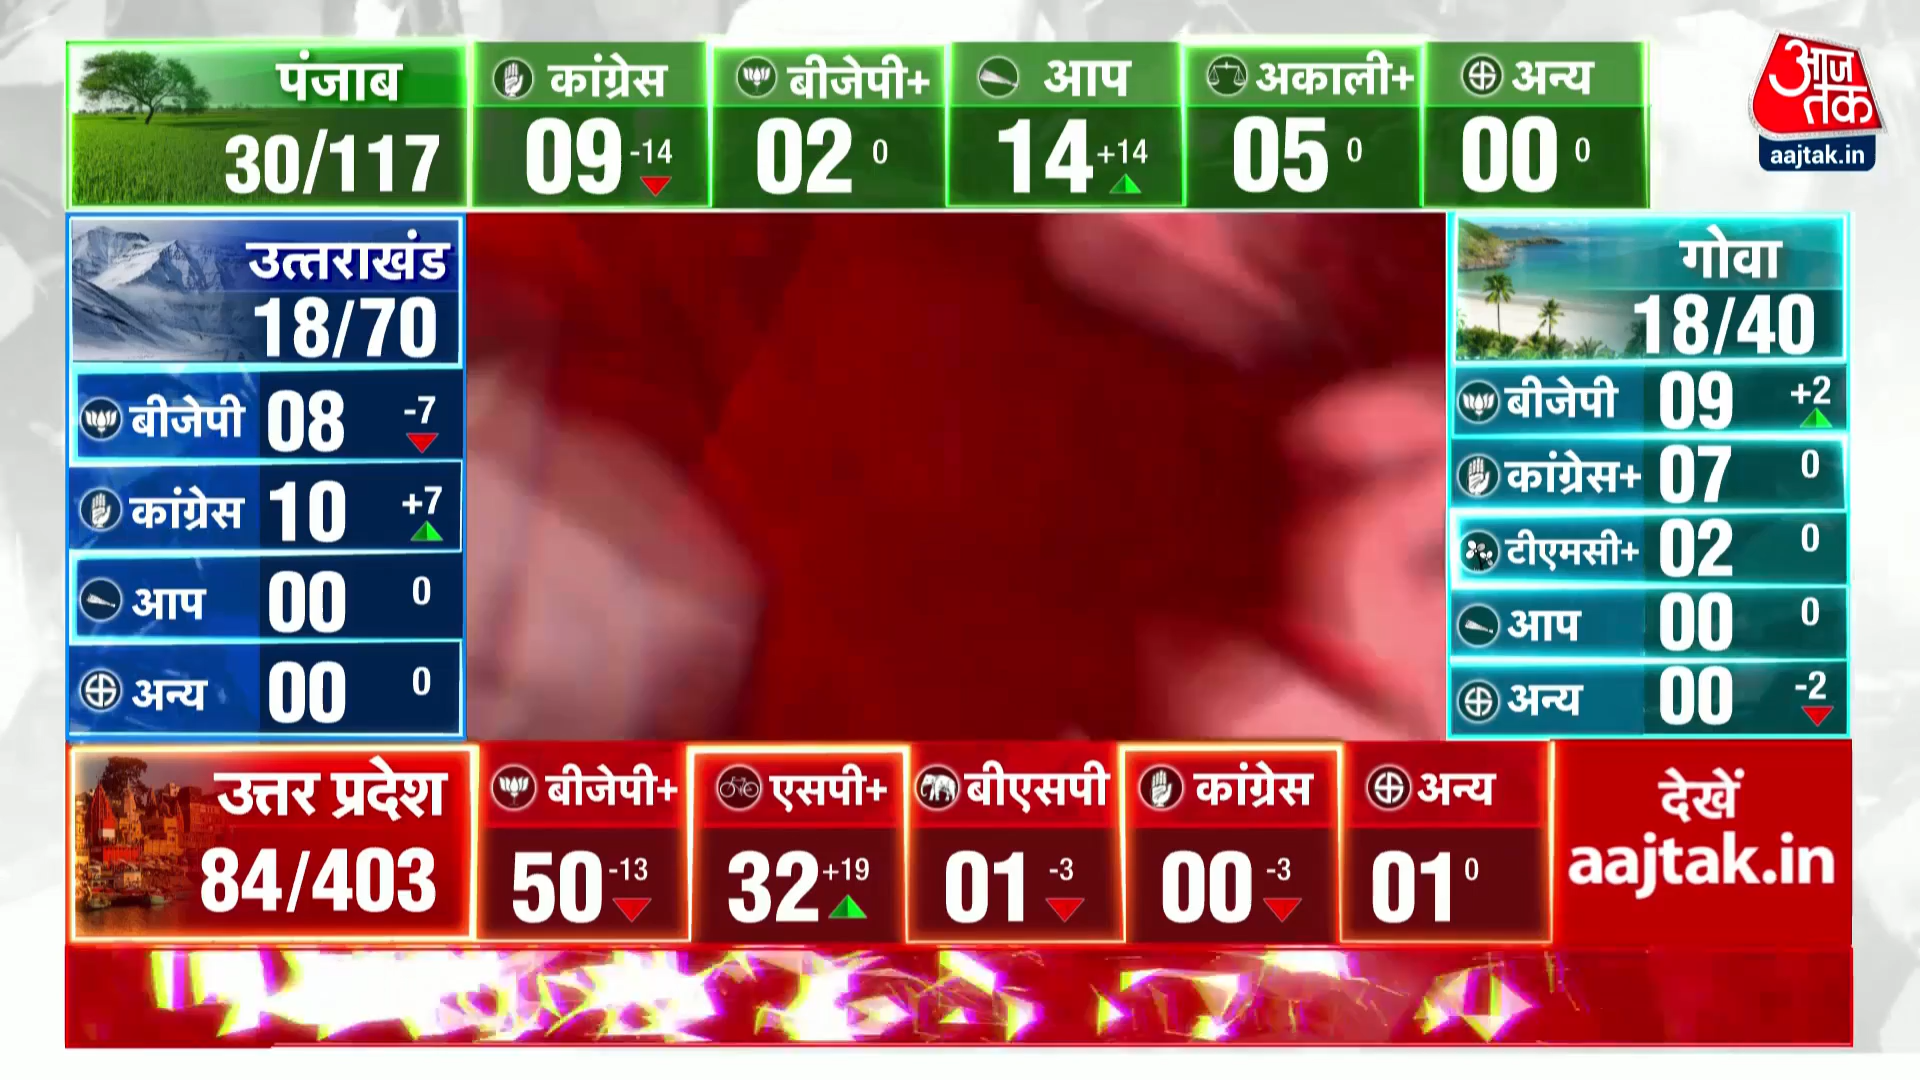 पंजाब
30/117
कांग्रेस
09 -14
बीजेपी+
02 0
आप
14 +14
अकाली+
05 0
अन्य
00 0
आज
तक
aajtak.in
उत्तराखंड
18/70
बीजेपी 08 -7
कांग्रेस 10 +7
आप 00 0
अन्य 00 0
गोवा
18/40
बीजेपी 09 +2
कांग्रेस+ 07 0
टीएमसी+ 02 0
आप 00 0
अन्य 00 -2
उत्तर प्रदेश
84/403
बीजेपी+
50 -13
एसपी+
32 +19
बीएसपी
01 -3
कांग्रेस
00 -3
अन्य
01 0
देखें
aajtak.in